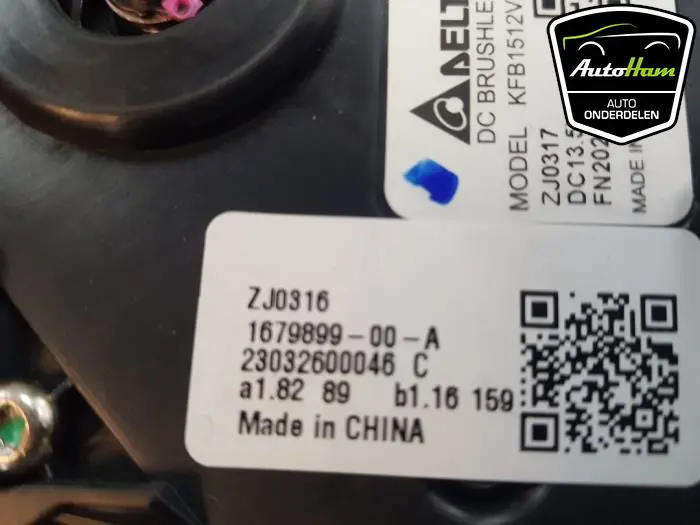 DC BRUSHLE
MODEL KFB1512V
ZJ0317
DC13.5
FN202
MADE IN
AutoHam
AUTO
ONDERDELEN
ZJ0316
1679899-00-A
23032600046 C
a1.82 89 b1.16 159
Made in CHINA